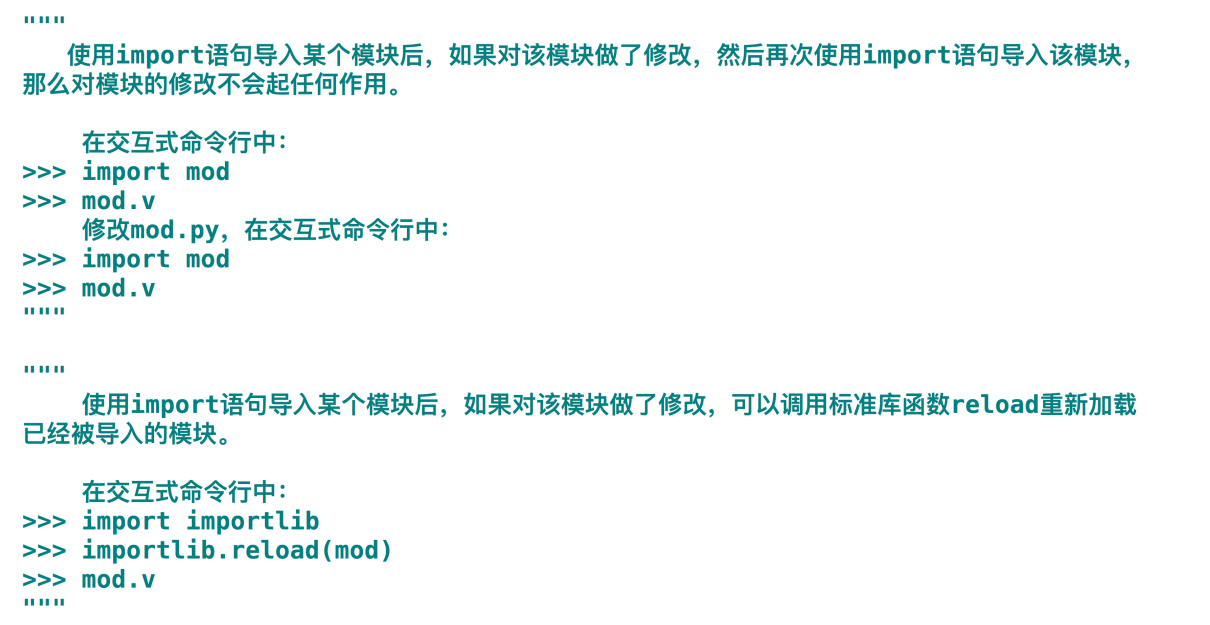 """
使用import语句导入某个模块后，如果对该模块做了修改，然后再次使用import语句导入该模块，
那么对模块的修改不会起任何作用。
在交互式命令行中：
>>> import mod
>>> mod.v
修改mod.py，在交互式命令行中：
>>> import mod
>>> mod.v
"""
"""
使用import语句导入某个模块后，如果对该模块做了修改，可以调用标准库函数reload重新加载
已经被导入的模块。
在交互式命令行中：
>>> import importlib
>>> importlib.reload(mod)
>>> mod.v
"""